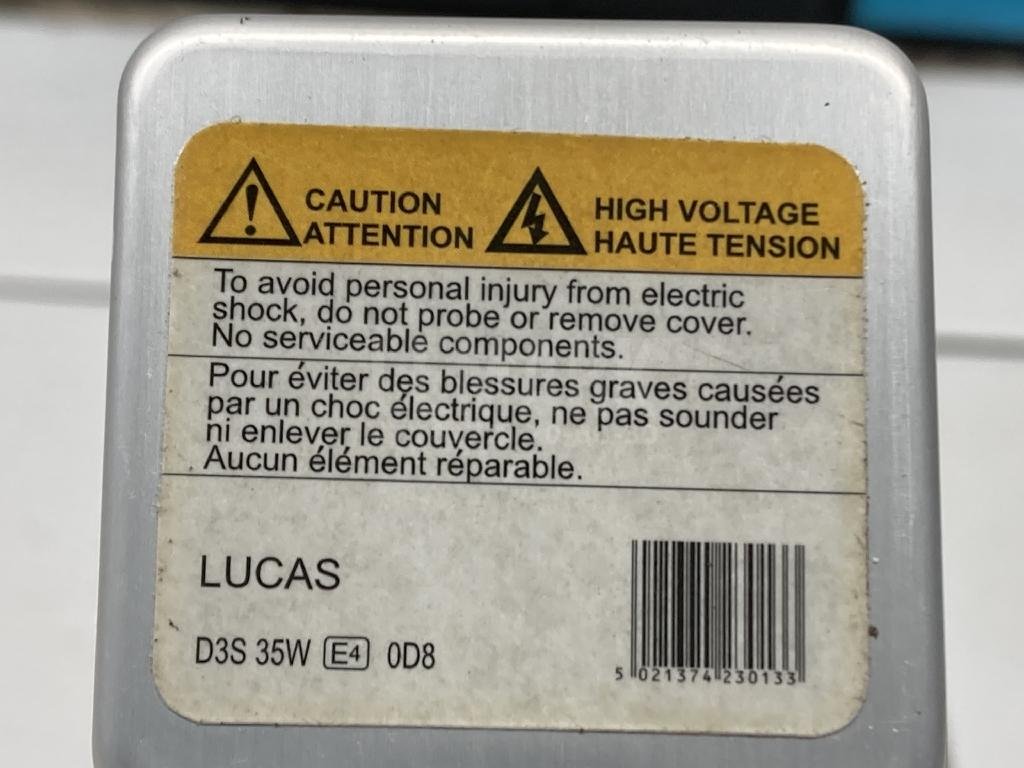 CAUTION
ATTENTION
HIGH VOLTAGE
HAUTE TENSION
To avoid personal injury from electric
shock, do not probe or remove cover.
No serviceable components.
Pour éviter des blessures graves causées
par un choc électrique, ne pas sounder
ni enlever le couvercle.
Aucun élément réparable.
LUCAS
D3S 35W E4 0D8
5 021374 230133